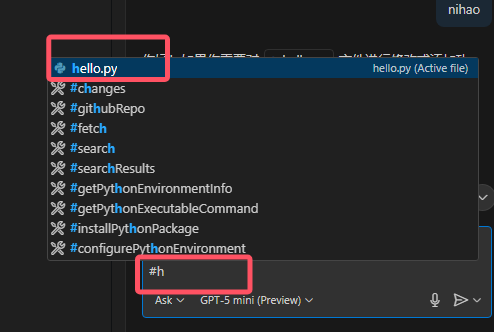 nihao
hello.py
hello.py (Active file)
#changes
#githubRepo
#fetch
#search
#searchResults
#getPythonEnvironmentInfo
#getPythonExecutableCommand
#installPythonPackage
#configurePythonEnvironment
#h
Ask
GPT-5 mini (Preview)